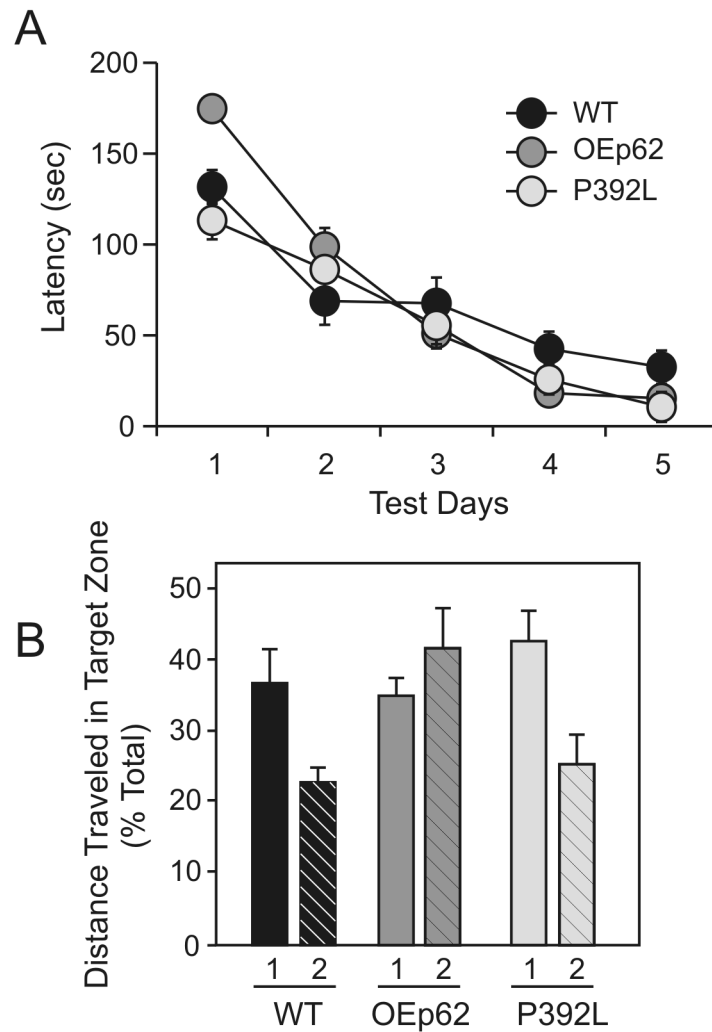 A
200
150
100
50
0
Latency (sec)
WT
OEp62
P392L
1 2 3 4 5
Test Days
B
50
40
30
20
10
0
Distance Traveled in Target Zone
(% Total)
1 2 1 2 1 2
WT OEp62 P392L